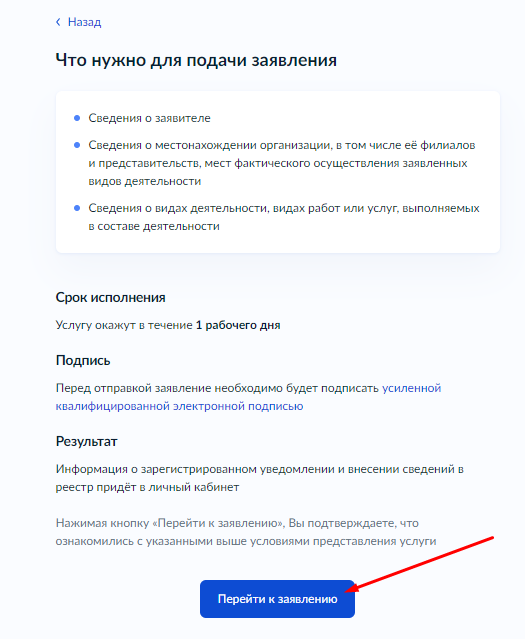 Назад
Что нужно для подачи заявления
Сведения о заявителе
Сведения о местонахождении организации, в том числе её филиалов
и представительств, мест фактического осуществления заявленных
видов деятельности
Сведения о видах деятельности, видах работ или услуг, выполняемых
в составе деятельности
Срок исполнения
Услугу окажут в течение 1 рабочего дня
Подпись
Перед отправкой заявление необходимо будет подписать усиленной
квалифицированной электронной подписью
Результат
Информация о зарегистрированном уведомлении и внесении сведений в
реестр придёт в личный кабинет
Нажимая кнопку «Перейти к заявлению», Вы подтверждаете, что
ознакомились с указанными выше условиями представления услуги
Перейти к заявлению